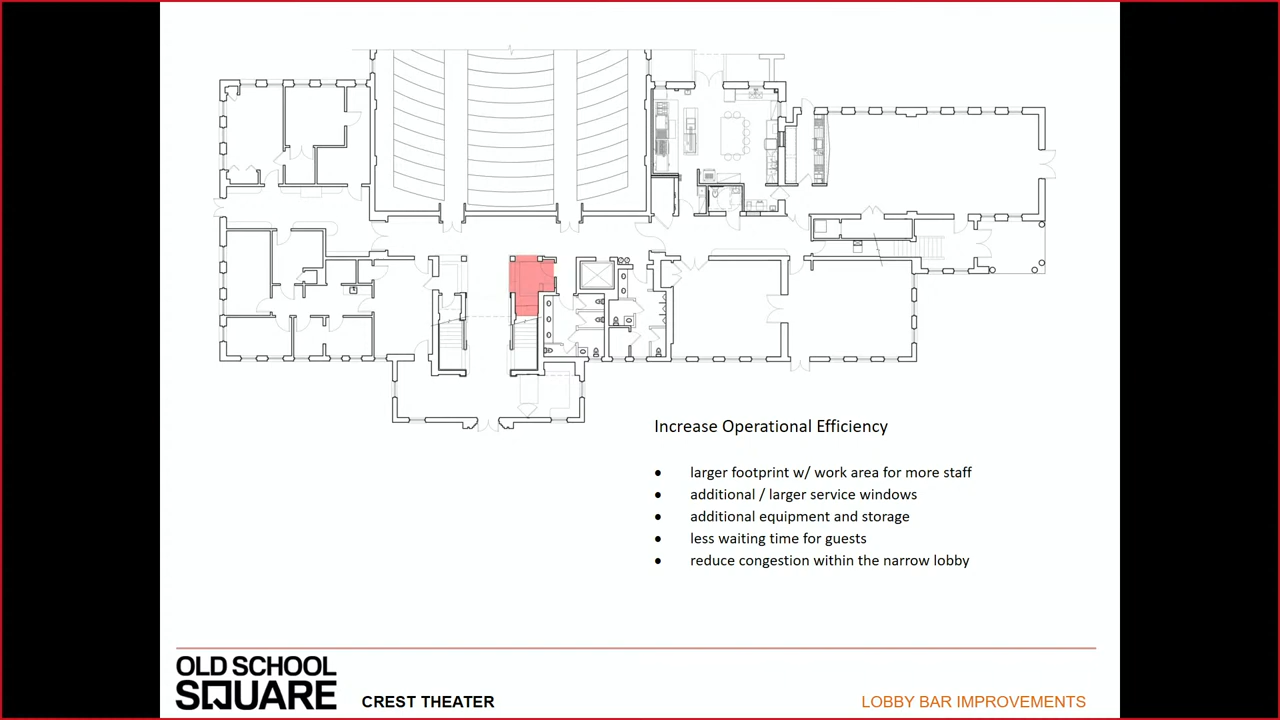 Increase Operational Efficiency
• larger footprint w/ work area for more staff
• additional / larger service windows
• additional equipment and storage
• less waiting time for guests
• reduce congestion within the narrow lobby
OLD SCHOOL
SQUARE
CREST THEATER
LOBBY BAR IMPROVEMENTS